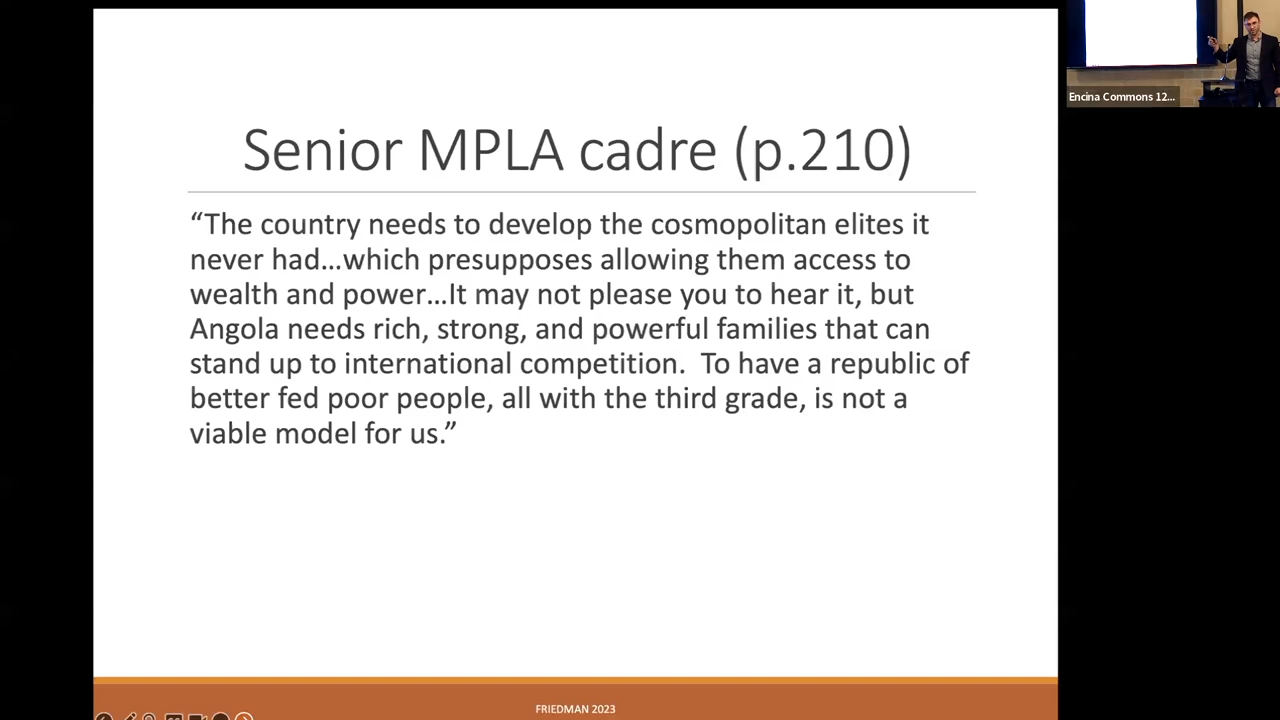 Senior MPLA cadre (p.210)
“The country needs to develop the cosmopolitan elites it
never had…which presupposes allowing them access to
wealth and power…It may not please you to hear it, but
Angola needs rich, strong, and powerful families that can
stand up to international competition.  To have a republic of
better fed poor people, all with the third grade, is not a
viable model for us.”
FRIEDMAN 2023
Encina Commons 12...